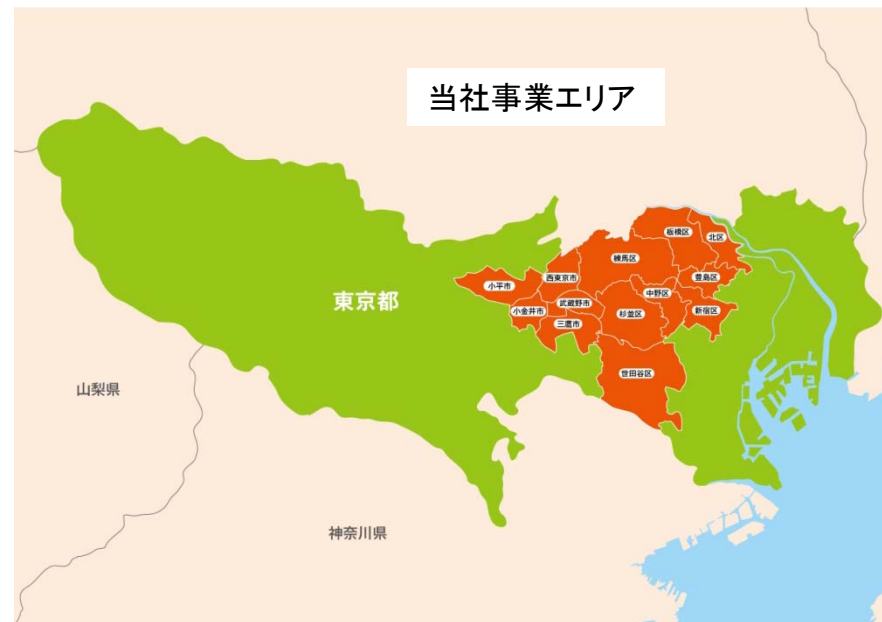 当社事業エリア
板橋区
北区
練馬区
豊島区
西東京市
小平市
中野区
武蔵野市
東京都
小金井市
杉並区
新宿区
三鷹市
世田谷区
山梨県
神奈川県